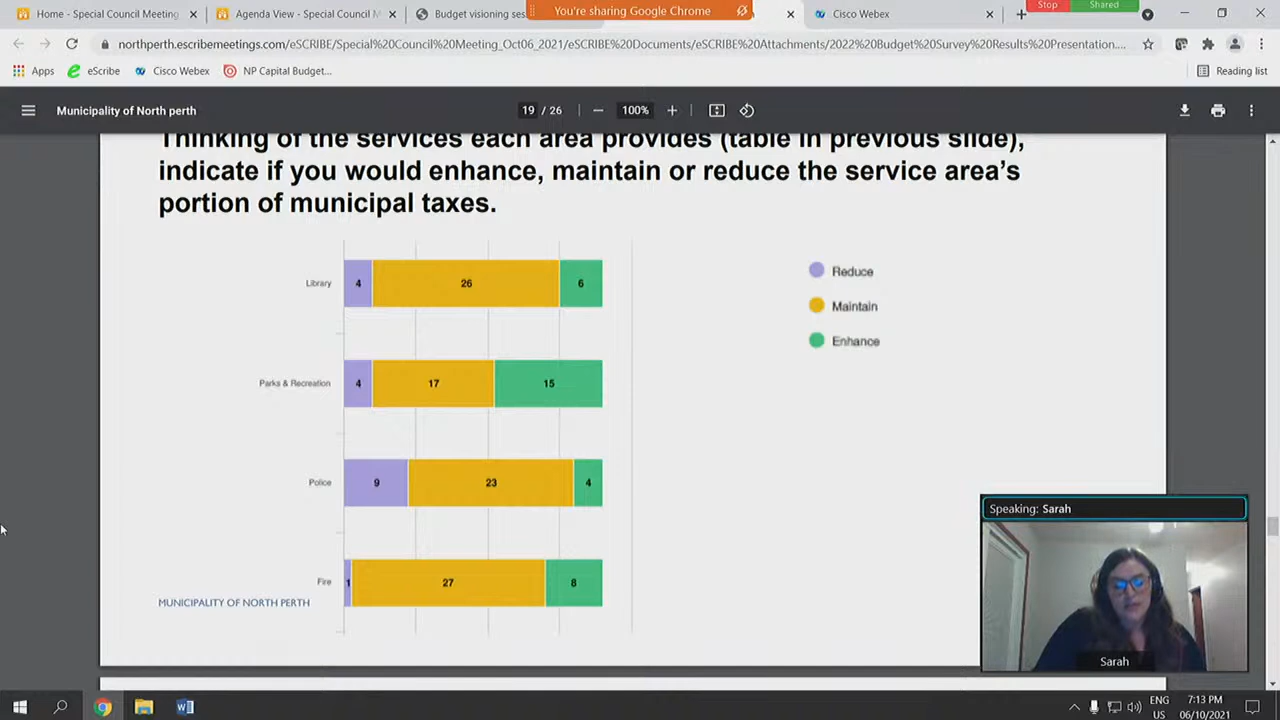 Home - Special Council Meeting
Agenda View - Special Council M
Budget visioning ses
You're sharing Google Chrome
Cisco Webex
Stop
Shared
northperth.escribemeetings.com/eSCRIBE/Special%20Council%20Meeting_Oct06_2021/eSCRIBE%20Documents/eSCRIBE%20Attachments/2022%20Budget%20Survey%20Results%20Presentation....
Apps
eScribe
Cisco Webex
NP Capital Budget...
Reading list
Municipality of North perth
19 / 26
100%
Thinking of the services each area provides (table in previous slide),
indicate if you would enhance, maintain or reduce the service area's
portion of municipal taxes.
Library 4 26 6
Parks & Recreation 4 17 15
Police 9 23 4
Fire 1 27 8
Reduce
Maintain
Enhance
MUNICIPALITY OF NORTH PERTH
Speaking: Sarah
Sarah
ENG
US
7:13 PM
06/10/2021